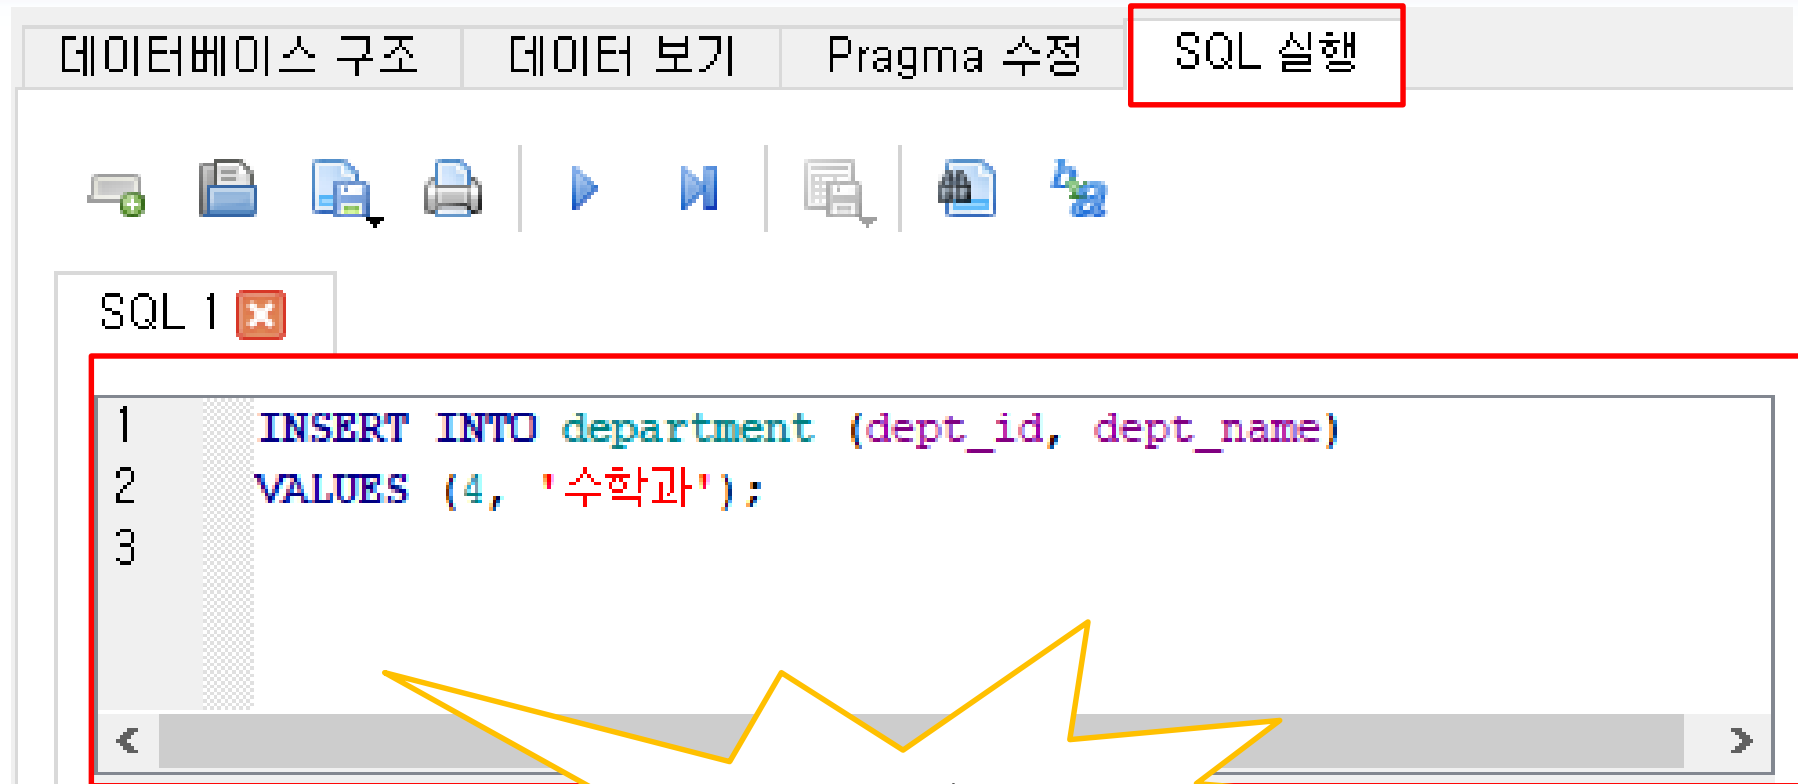 데이터베이스 구조 데이터 보기 Pragma 수정 SQL 실행
SQL 1
1 INSERT INTO department (dept_id, dept_name)
2 VALUES (4, '수학과');
3